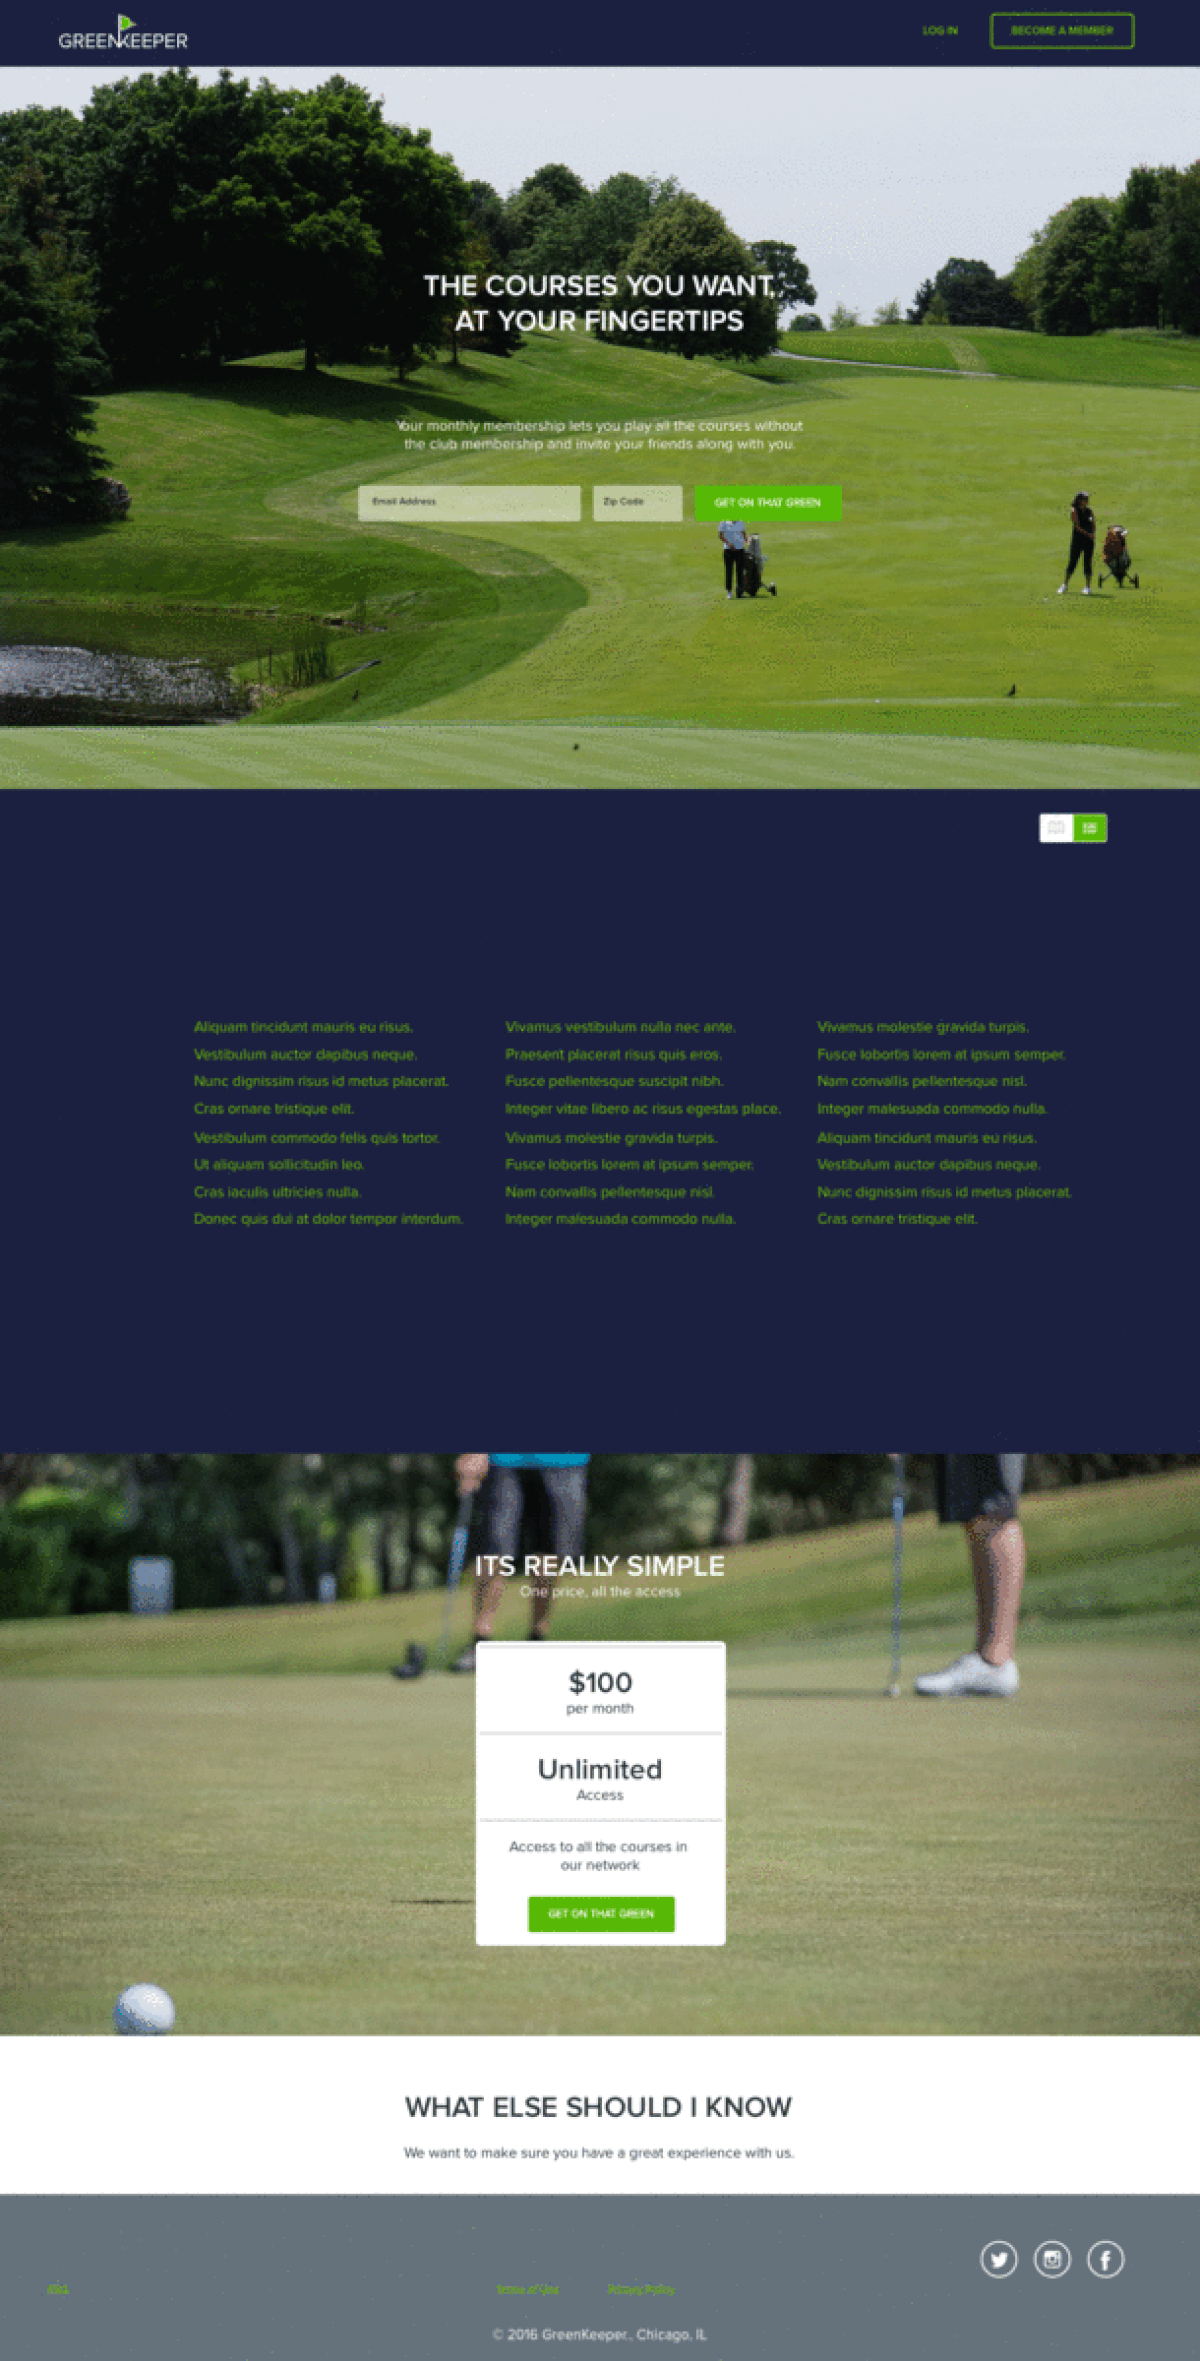 GREENKEEPER
LOG IN
BECOME A MEMBER
THE COURSES YOU WANT,
AT YOUR FINGERTIPS
Your monthly membership lets you play all the courses without
the club membership and invite your friends along with you.
Email Address
Zip Code
GET ON THAT GREEN
Aliquam tincidunt mauris eu risus.
Vestibulum auctor dapibus neque.
Nunc dignissim risus id metus placerat.
Cras ornare tristique elit.
Vestibulum commodo felis quis tortor.
Ut aliquam sollicitudin leo.
Cras iaculis ultricies nulla.
Donec quis dui at dolor tempor interdum.
Vivamus vestibulum nulla nec ante.
Praesent placerat risus quis eros.
Fusce pellentesque suscipit nibh.
Integer vitae libero ac risus egestas place.
Vivamus molestie gravida turpis.
Fusce lobortis lorem at ipsum semper.
Nam convallis pellentesque nisl.
Integer malesuada commodo nulla.
Vivamus molestie gravida turpis.
Fusce lobortis lorem at ipsum semper.
Nam convallis pellentesque nisl.
Integer malesuada commodo nulla.
Aliquam tincidunt mauris eu risus.
Vestibulum auctor dapibus neque.
Nunc dignissim risus id metus placerat.
Cras ornare tristique elit.
ITS REALLY SIMPLE
One price, all the access
$100
per month
Unlimited
Access
Access to all the courses in
our network
GET ON THAT GREEN
WHAT ELSE SHOULD I KNOW
We want to make sure you have a great experience with us.
Terms of Use
Privacy Policy
© 2016 GreenKeeper., Chicago, IL